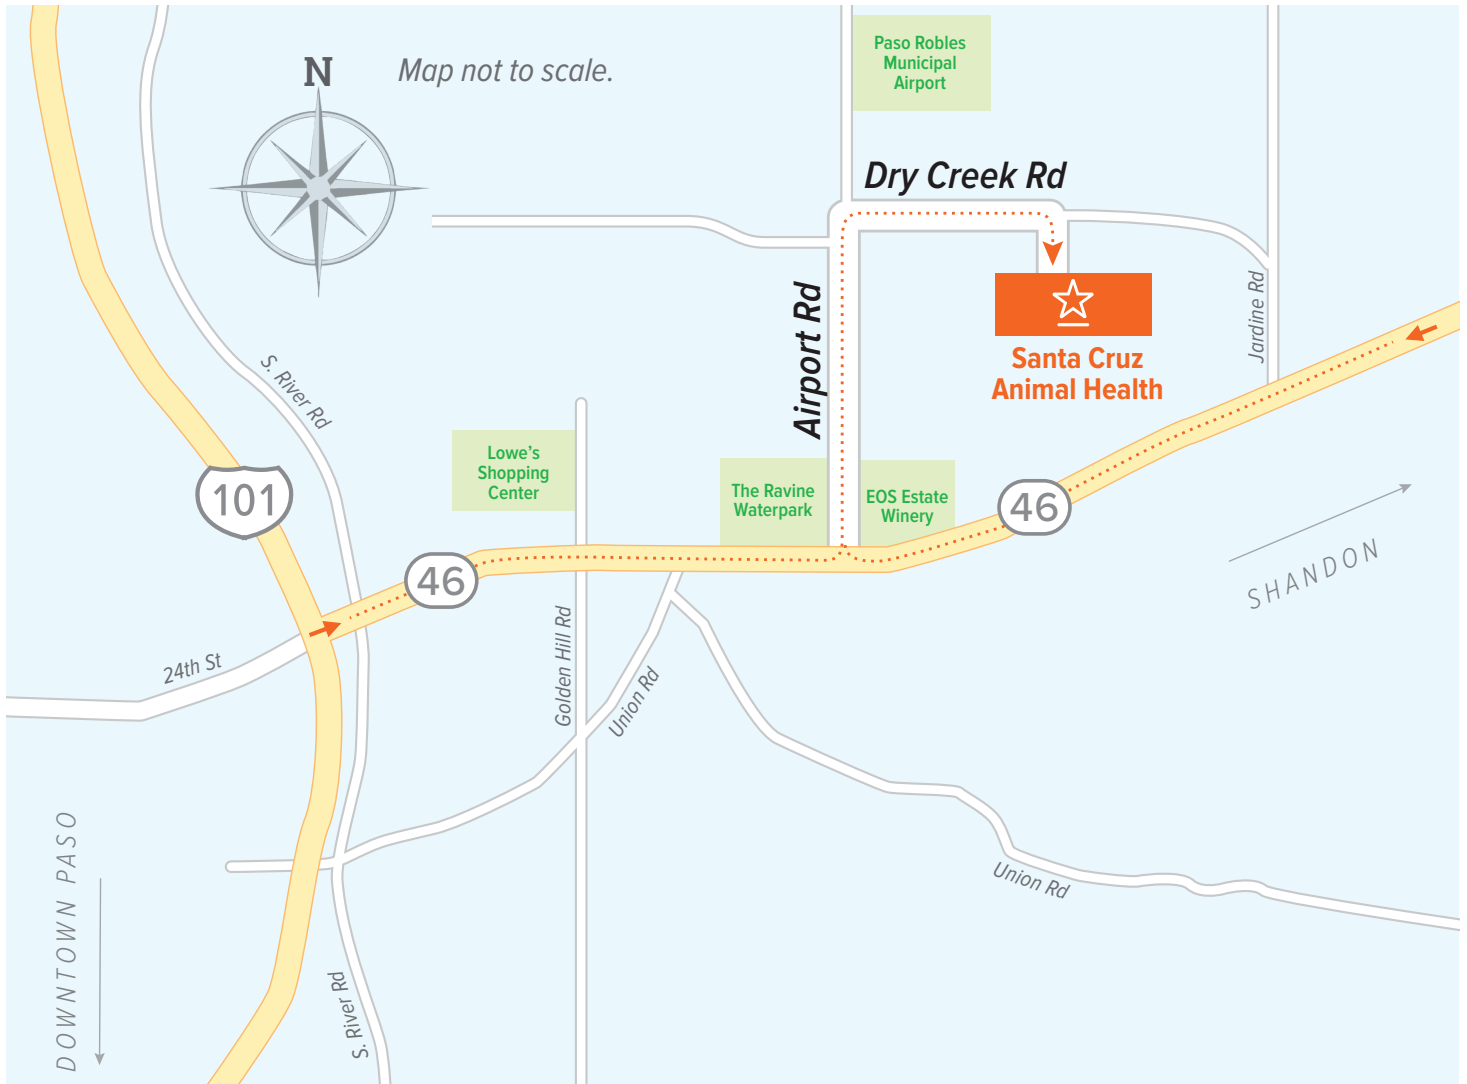 N
Map not to scale.
Paso Robles
Municipal
Airport
Dry Creek Rd
Airport Rd
Jardine Rd
Santa Cruz
Animal Health
S. River Rd
Lowe's
Shopping
Center
The Ravine
Waterpark
EOS Estate
Winery
101
46
46
SHANDON
24th St
Golden Hill Rd
Union Rd
Union Rd
DOWNTOWN PASO
S. River Rd